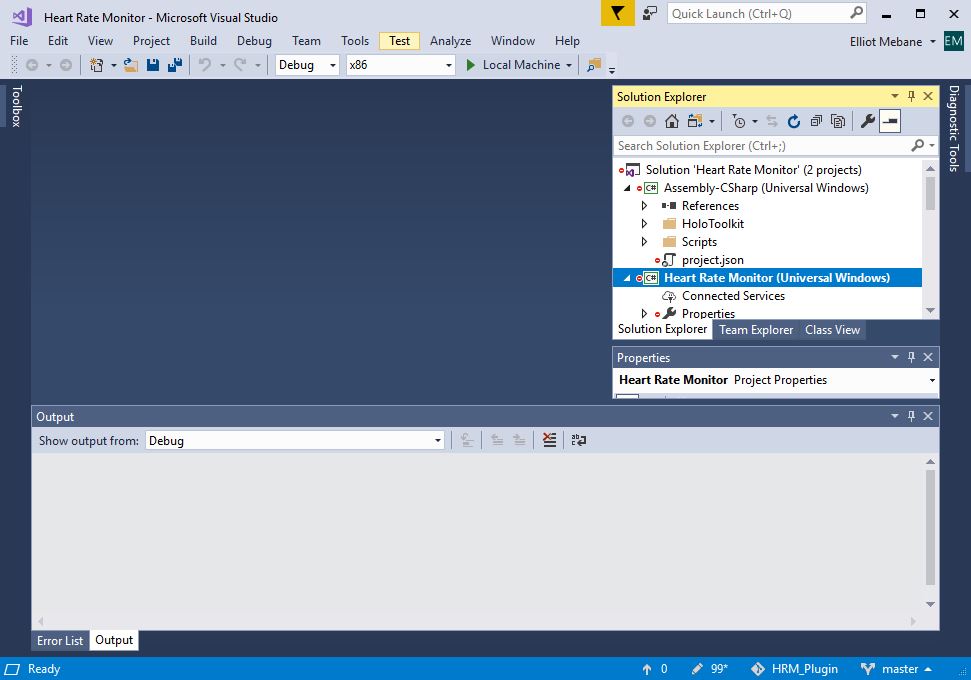 Heart Rate Monitor - Microsoft Visual Studio
Quick Launch (Ctrl+Q)
File Edit View Project Build Debug Team Tools Test Analyze Window Help
Elliot Mebane EM
Debug x86 Local Machine
Toolbox
Solution Explorer
Search Solution Explorer (Ctrl+;)
Solution 'Heart Rate Monitor' (2 projects)
C# Assembly-CSharp (Universal Windows)
References
HoloToolkit
Scripts
project.json
C# Heart Rate Monitor (Universal Windows)
Connected Services
Properties
Solution Explorer Team Explorer Class View
Diagnostic Tools
Properties
Heart Rate Monitor Project Properties
Output
Show output from: Debug
Error List Output
Ready 0 99* HRM_Plugin master